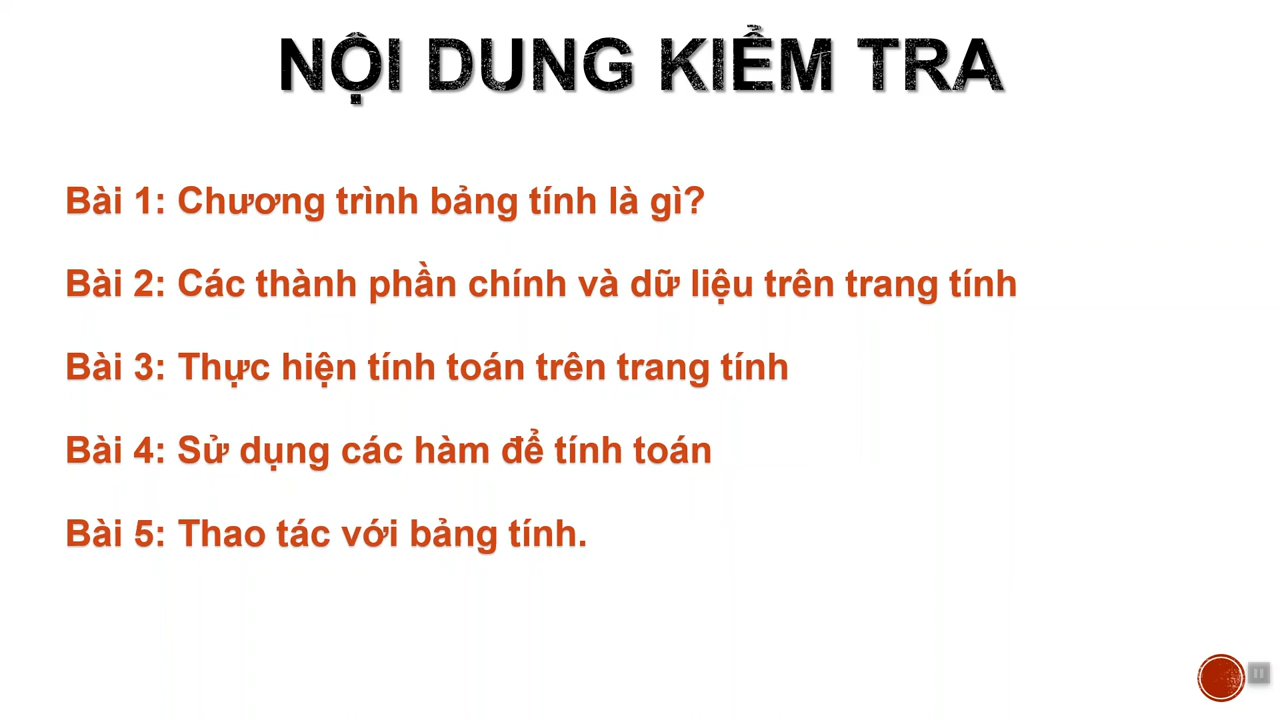 NỘI DUNG KIỂM TRA
Bài 1: Chương trình bảng tính là gì?
Bài 2: Các thành phần chính và dữ liệu trên trang tính
Bài 3: Thực hiện tính toán trên trang tính
Bài 4: Sử dụng các hàm để tính toán
Bài 5: Thao tác với bảng tính.